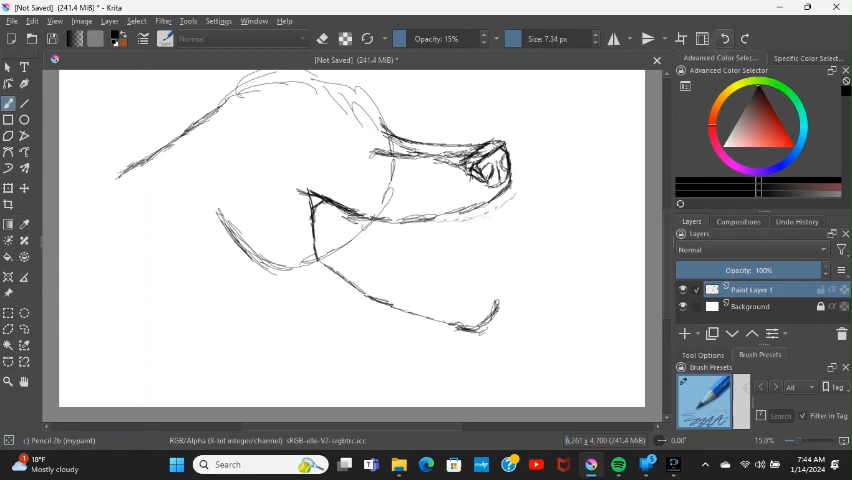 [Not Saved] (241.4 MiB) * - Krita
File Edit View Image Layer Select Filter Tools Settings Window Help
Normal Opacity: 15% Size: 7.34 px
[Not Saved] (241.4 MiB) *
Advanced Color Selec... Specific Color Selec...
Advanced Color Selector
Layers Compositions Undo History
Layers
Normal
Opacity: 100%
Paint Layer 1
Background
Tool Options Brush Presets
Brush Presets
All Tag
Search Filter in Tag
c) Pencil 2b (mypaint) RGB/Alpha (8-bit integer/channel) sRGB-elle-V2-srgbtrc.icc 6,261 x 4,700 (241.4 MiB) 0.00° 15.0%
1 18°F
Mostly cloudy
Search
7:44 AM
1/14/2024